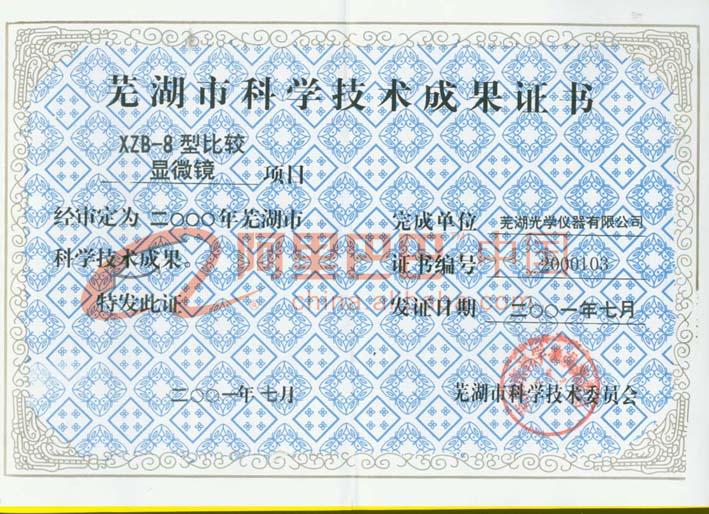 芜湖市科学技术成果证书
XZB-8 型比较
显微镜 项目
经审定为 二〇〇〇年芜湖市
科学技术成果。
特发此证
二〇〇一年七月
完成单位 芜湖光学仪器有限公司
证书编号 2000103
发证日期 二〇〇一年七月
芜湖市科学技术委员会
阿里巴巴 中国